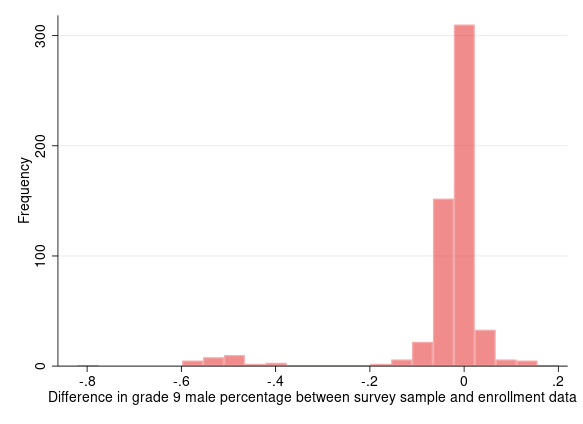 300
200
100
0
Frequency
-.8 -.6 -.4 -.2 0 .2
Difference in grade 9 male percentage between survey sample and enrollment data